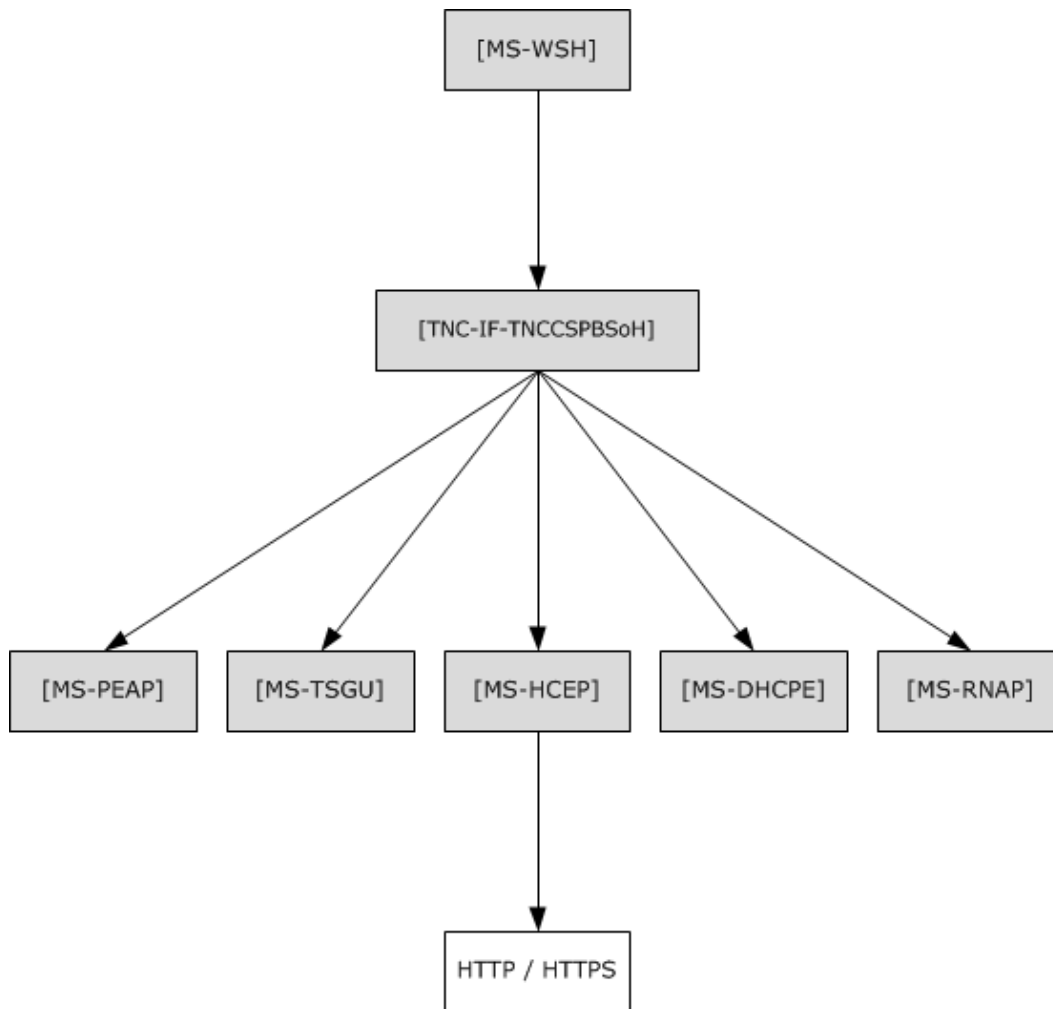 [MS-WSH]
[TNC-IF-TNCCSPBSoH]
[MS-PEAP]
[MS-TSGU]
[MS-HCEP]
[MS-DHCPE]
[MS-RNAP]
HTTP / HTTPS